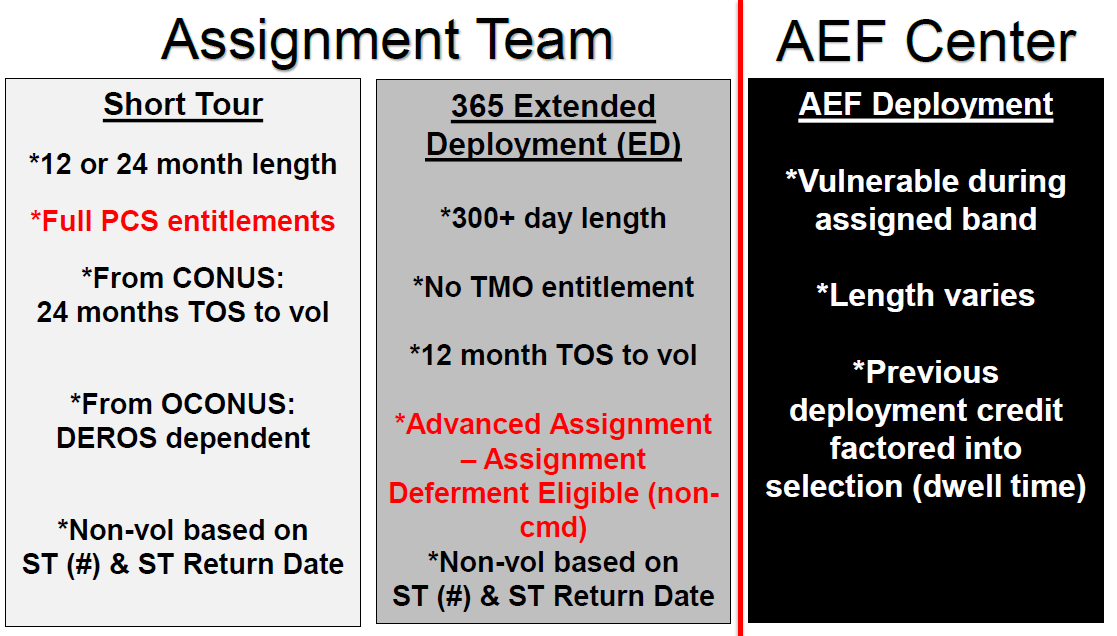 Assignment Team
AEF Center
Short Tour
*12 or 24 month length
*Full PCS entitlements
*From CONUS:
24 months TOS to vol
*From OCONUS:
DEROS dependent
*Non-vol based on
ST (#) & ST Return Date
365 Extended
Deployment (ED)
*300+ day length
*No TMO entitlement
*12 month TOS to vol
*Advanced Assignment
– Assignment
Deferment Eligible (non-
cmd)
*Non-vol based on
ST (#) & ST Return Date
AEF Deployment
*Vulnerable during
assigned band
*Length varies
*Previous
deployment credit
factored into
selection (dwell time)